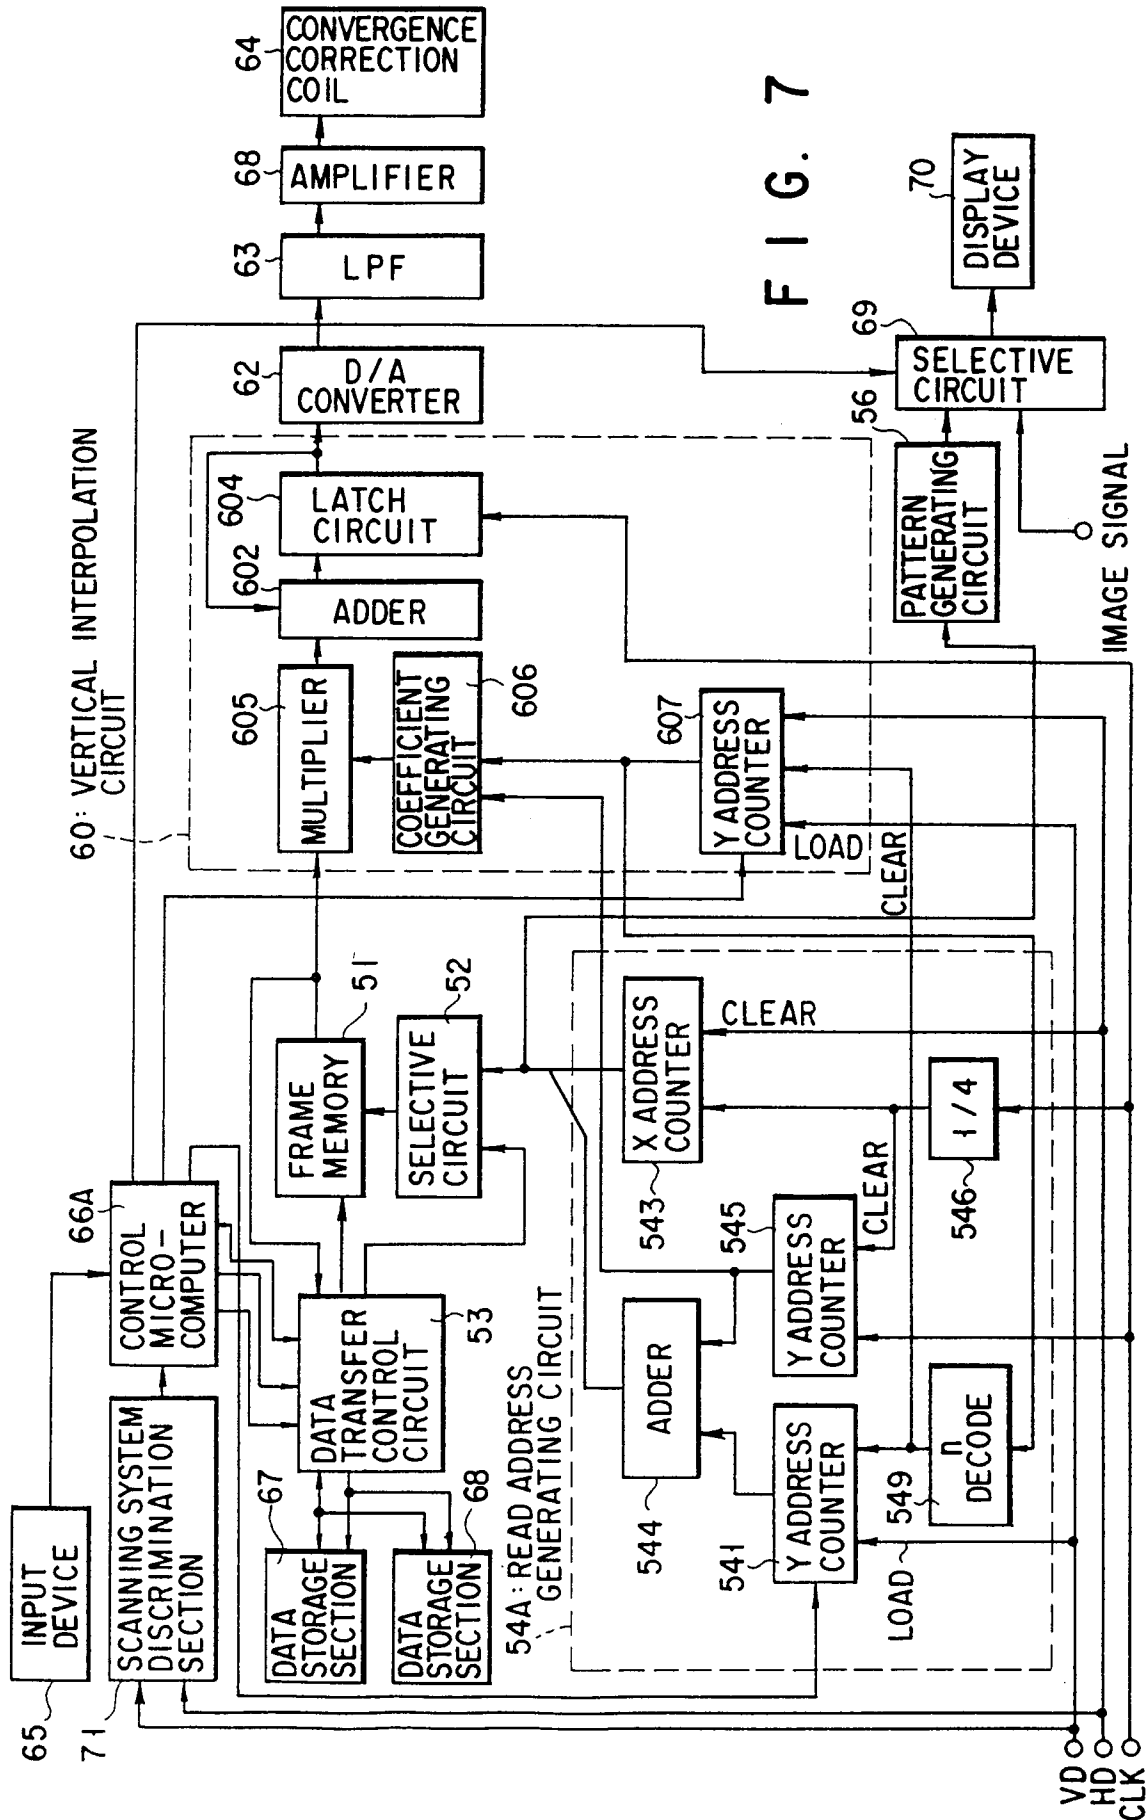 INPUT
DEVICE
65
SCANNING SYSTEM
DISCRIMINATION
SECTION
71
CONTROL
MICRO-
COMPUTER
66A
DATA
STORAGE
SECTION
67
DATA
STORAGE
SECTION
68
DATA
TRANSFER
CONTROL
CIRCUIT
53
FRAME
MEMORY
51
SELECTIVE
CIRCUIT
52
60: VERTICAL INTERPOLATION
CIRCUIT
MULTIPLIER
605
COEFFICIENT
GENERATING
CIRCUIT
606
ADDER
602
LATCH
CIRCUIT
604
Y ADDRESS
COUNTER
607
LOAD
CLEAR
D/A
CONVERTER
62
LPF
63
AMPLIFIER
68
CONVERGENCE
CORRECTION
COIL
64
54A: READ ADDRESS
GENERATING CIRCUIT
ADDER
544
X ADDRESS
COUNTER
543
CLEAR
Y ADDRESS
COUNTER
541
LOAD
Y ADDRESS
COUNTER
545
CLEAR
n
DECODE
549
1/4
546
PATTERN
GENERATING
CIRCUIT
56
SELECTIVE
CIRCUIT
69
DISPLAY
DEVICE
70
IMAGE SIGNAL
VD
HD
CLK
FIG. 7